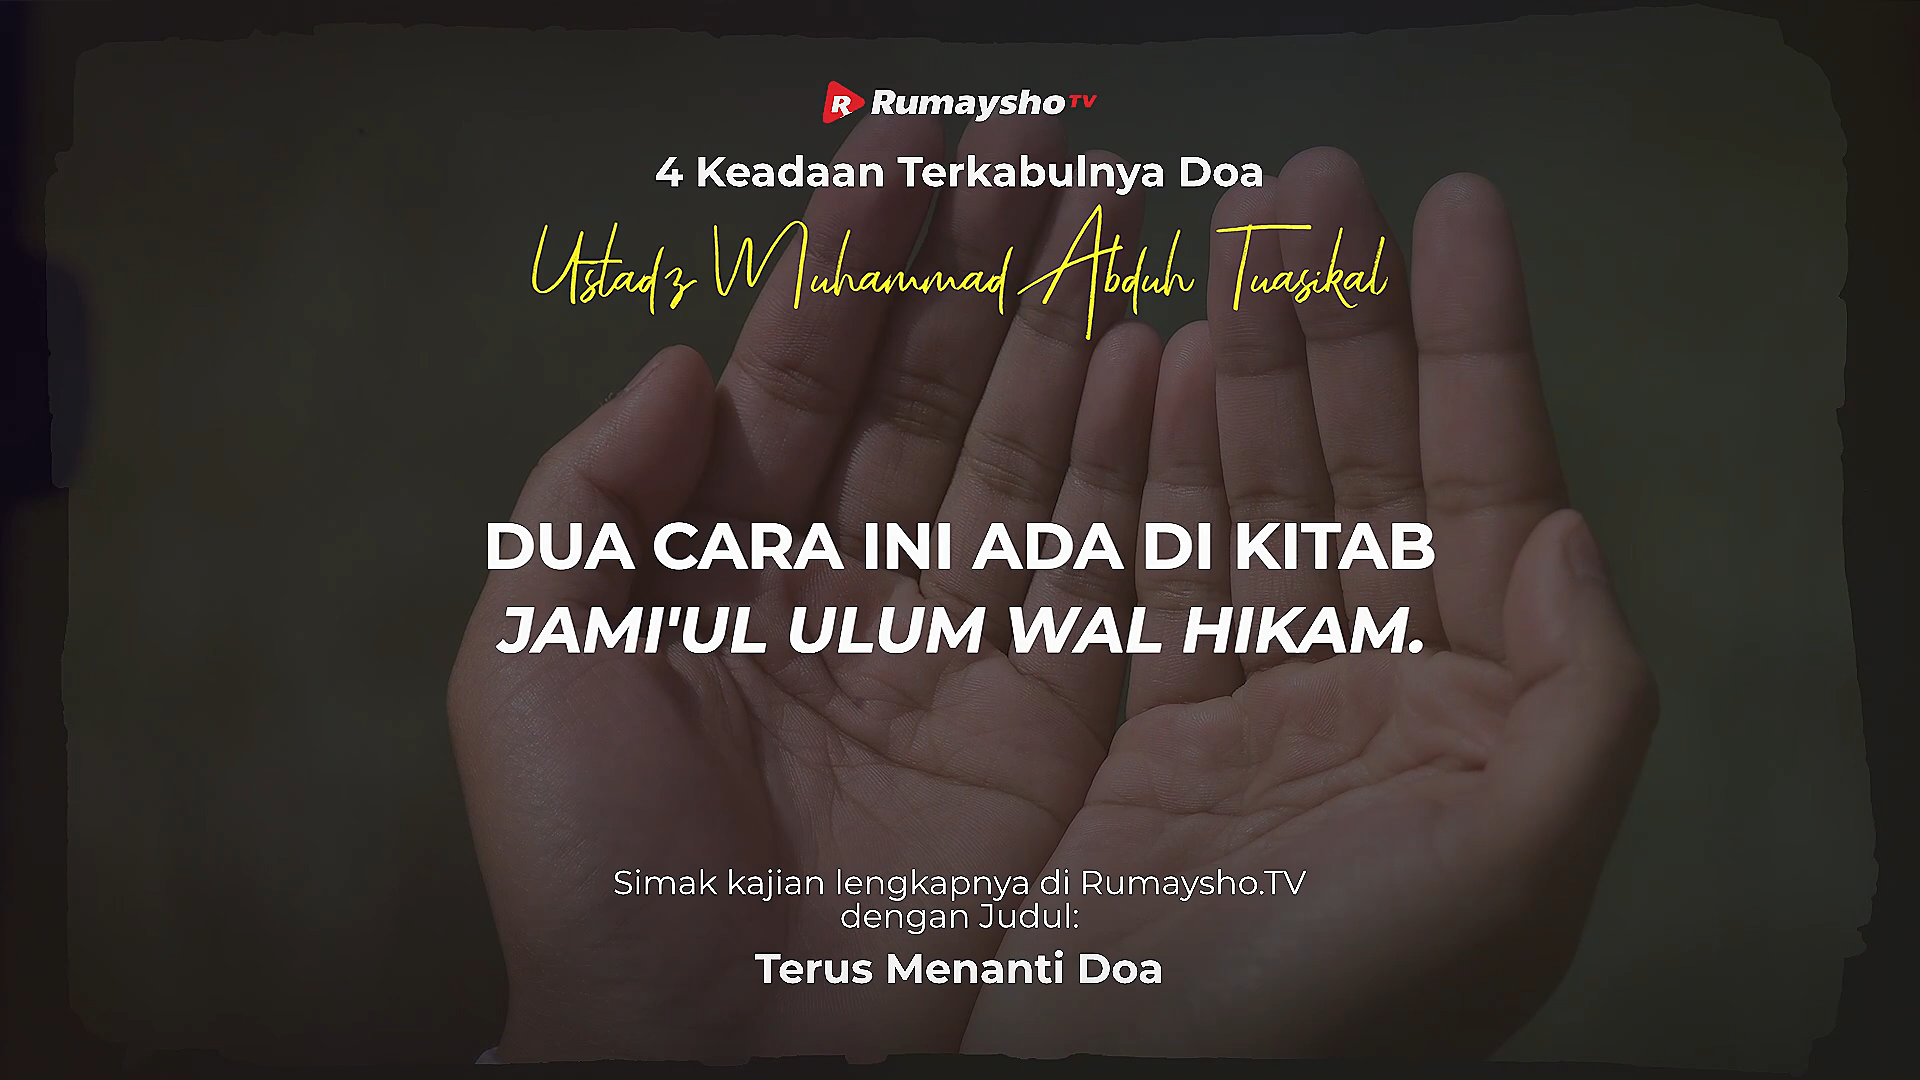 R RumayshoTV
4 Keadaan Terkabulnya Doa
Ustadz Muhammad Abduh Tuasikal
DUA CARA INI ADA DI KITAB
JAMI'UL ULUM WAL HIKAM.
Simak kajian lengkapnya di Rumaysho.TV
dengan Judul:
Terus Menanti Doa